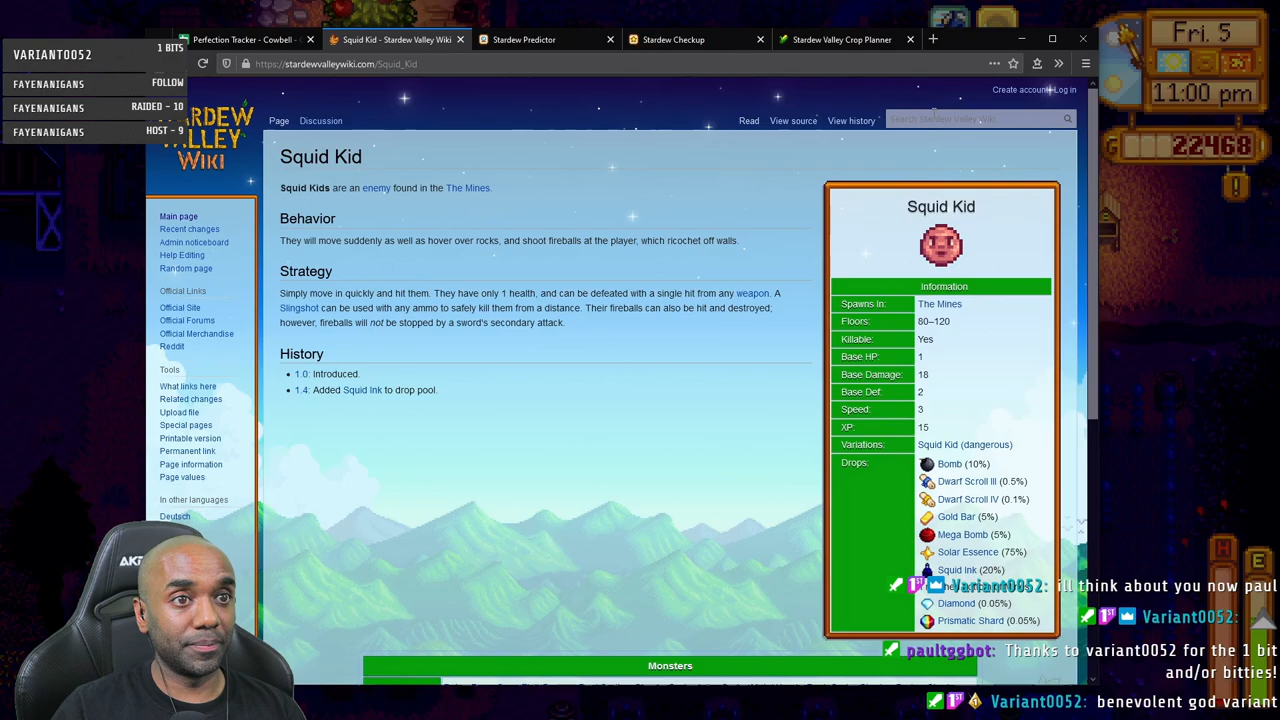 VARIANT0052 1 BITS
FAYENANIGANS FOLLOW
FAYENANIGANS RAIDED - 10
FAYENANIGANS HOST - 9
Perfection Tracker - Cowbell -
Squid Kid - Stardew Valley Wiki
Stardew Predictor
Stardew Checkup
Stardew Valley Crop Planner
https://stardewvalleywiki.com/Squid_Kid
Fri. 5
11:00 pm
22468
STARDEW
VALLEY
WIKI
Create account Log in
Page Discussion Read View source View history Search Stardew Valley Wiki
Squid Kid
Squid Kids are an enemy found in the The Mines.
Behavior
They will move suddenly as well as hover over rocks, and shoot fireballs at the player, which ricochet off walls.
Strategy
Simply move in quickly and hit them. They have only 1 health, and can be defeated with a single hit from any weapon. A
Slingshot can be used with any ammo to safely kill them from a distance. Their fireballs can also be hit and destroyed;
however, fireballs will not be stopped by a sword's secondary attack.
History
1.0: Introduced.
1.4: Added Squid Ink to drop pool.
Main page
Recent changes
Admin noticeboard
Help Editing
Random page
Official Links
Official Site
Official Forums
Official Merchandise
Reddit
Tools
What links here
Related changes
Upload file
Special pages
Printable version
Permanent link
Page information
Page values
In other languages
Deutsch
Squid Kid
Information
Spawns In: The Mines
Floors: 80–120
Killable: Yes
Base HP: 1
Base Damage: 18
Base Def: 2
Speed: 3
XP: 15
Variations: Squid Kid (dangerous)
Drops: Bomb (10%)
Dwarf Scroll III (0.5%)
Dwarf Scroll IV (0.1%)
Gold Bar (5%)
Mega Bomb (5%)
Solar Essence (75%)
Squid Ink (20%)
Diamond (0.05%)
Prismatic Shard (0.05%)
Monsters
Variant0052: ill think about you now paul
Variant0052:
paultggbot: Thanks to variant0052 for the 1 bit
and/or bitties!
Variant0052: benevolent god variant
H
E